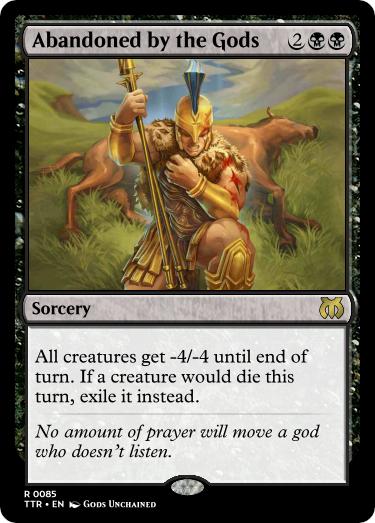 Abandoned by the Gods 2
Sorcery
All creatures get -4/-4 until end of
turn. If a creature would die this
turn, exile it instead.
No amount of prayer will move a god
who doesn't listen.
R 0085
TTR • EN Gods Unchained